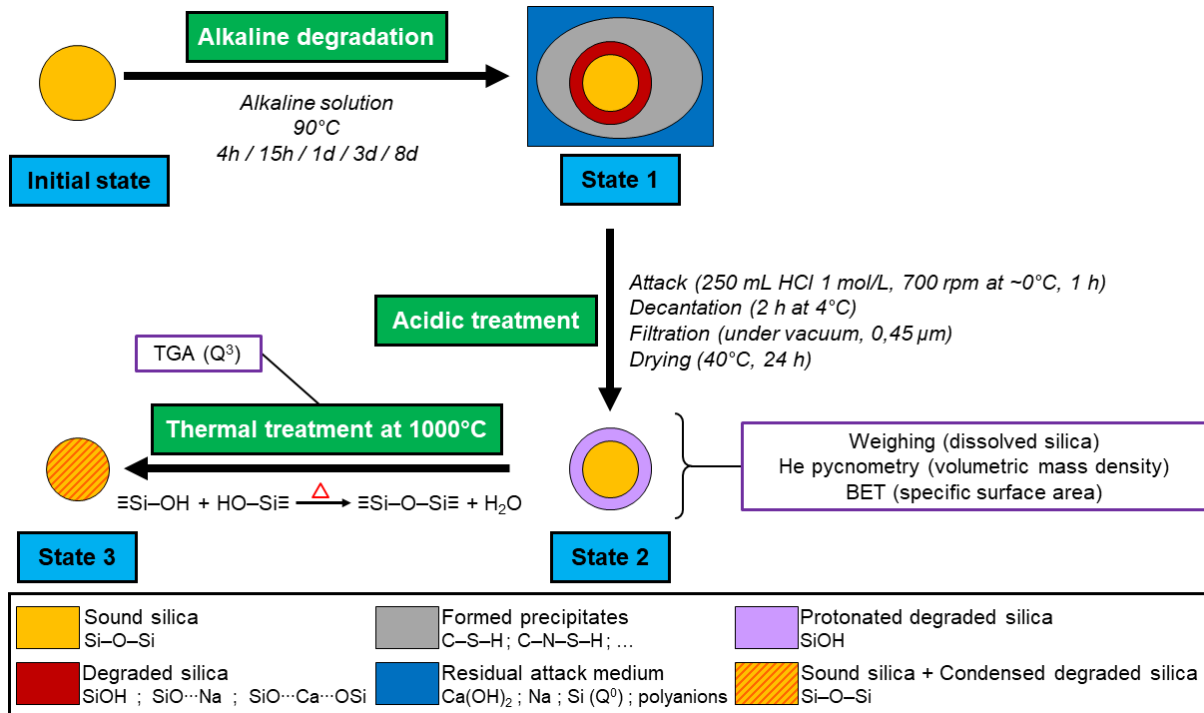 Alkaline degradation
Alkaline solution
90°C
4h / 15h / 1d / 3d / 8d
Initial state
State 1
Attack (250 mL HCl 1 mol/L, 700 rpm at ~0°C, 1 h)
Decantation (2 h at 4°C)
Filtration (under vacuum, 0,45 µm)
Drying (40°C, 24 h)
Acidic treatment
TGA (Q³)
Thermal treatment at 1000°C
≡Si–OH + HO–Si≡ △ ≡Si–O–Si≡ + H₂O
Weighing (dissolved silica)
He pycnometry (volumetric mass density)
BET (specific surface area)
State 3
State 2
Sound silica
Si–O–Si
Formed precipitates
C–S–H ; C–N–S–H ; ...
Protonated degraded silica
SiOH
Degraded silica
SiOH ; SiO···Na ; SiO···Ca···OSi
Residual attack medium
Ca(OH)₂ ; Na ; Si (Q⁰) ; polyanions
Sound silica + Condensed degraded silica
Si–O–Si